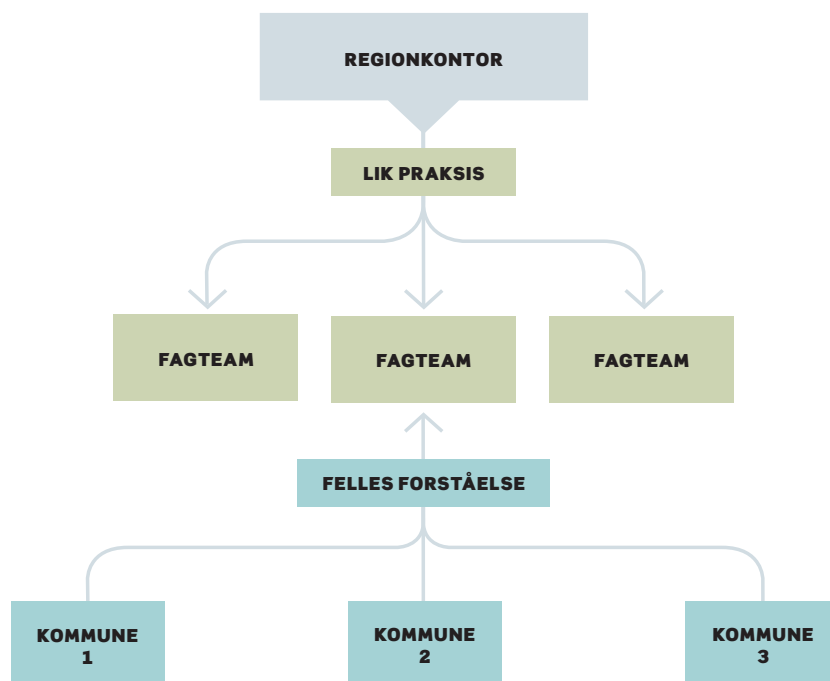 REGIONKONTOR
LIK PRAKSIS
FAGTEAM
FAGTEAM
FAGTEAM
FELLES FORSTÅELSE
KOMMUNE
1
KOMMUNE
2
KOMMUNE
3